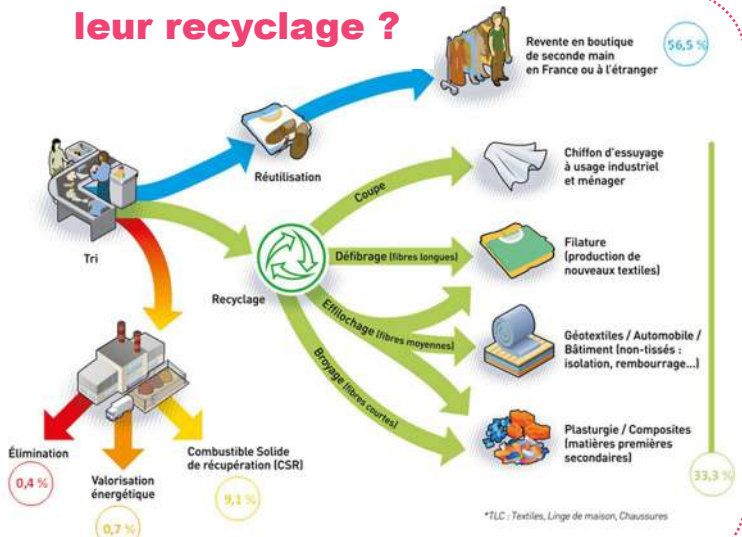 leur recyclage ?
Revente en boutique
de seconde main
en France ou à l'étranger
56,5 %
Réutilisation
Tri
Recyclage
Coupe
Défibrage (fibres longues)
Effilochage (fibres moyennes)
Broyage (fibres courtes)
Chiffon d'essuyage
à usage industriel
et ménager
Filature
(production de
nouveaux textiles)
Géotextiles / Automobile /
Bâtiment (non-tissés :
isolation, rembourrage...)
Plasturgie / Composites
(matières premières
secondaires)
33,3 %
Élimination
0,4 %
Valorisation
énergétique
0,7 %
Combustible Solide
de récupération (CSR)
9,1 %
*TLC : Textiles, Linge de maison, Chaussures